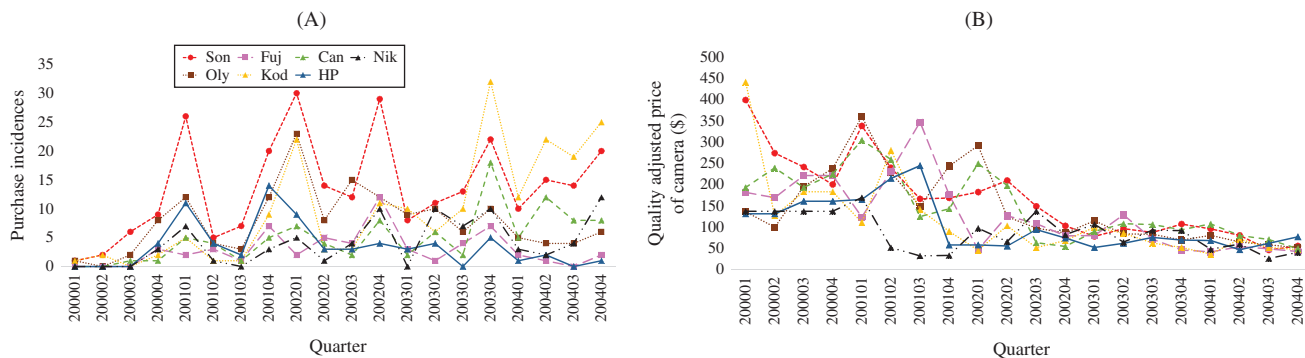 (A)
Son Fuj Can Nik
Oly Kod HP
35
30
25
20
15
10
5
0
Purchase incidences
200001 200002 200003 200004 200101 200102 200103 200104 200201 200202 200203 200204 200301 200302 200303 200304 200401 200402 200403 200404
Quarter
(B)
500
450
400
350
300
250
200
150
100
50
0
Quality adjusted price
of camera ($)
200001 200002 200003 200004 200101 200102 200103 200104 200201 200202 200203 200204 200301 200302 200303 200304 200401 200402 200403 200404
Quarter